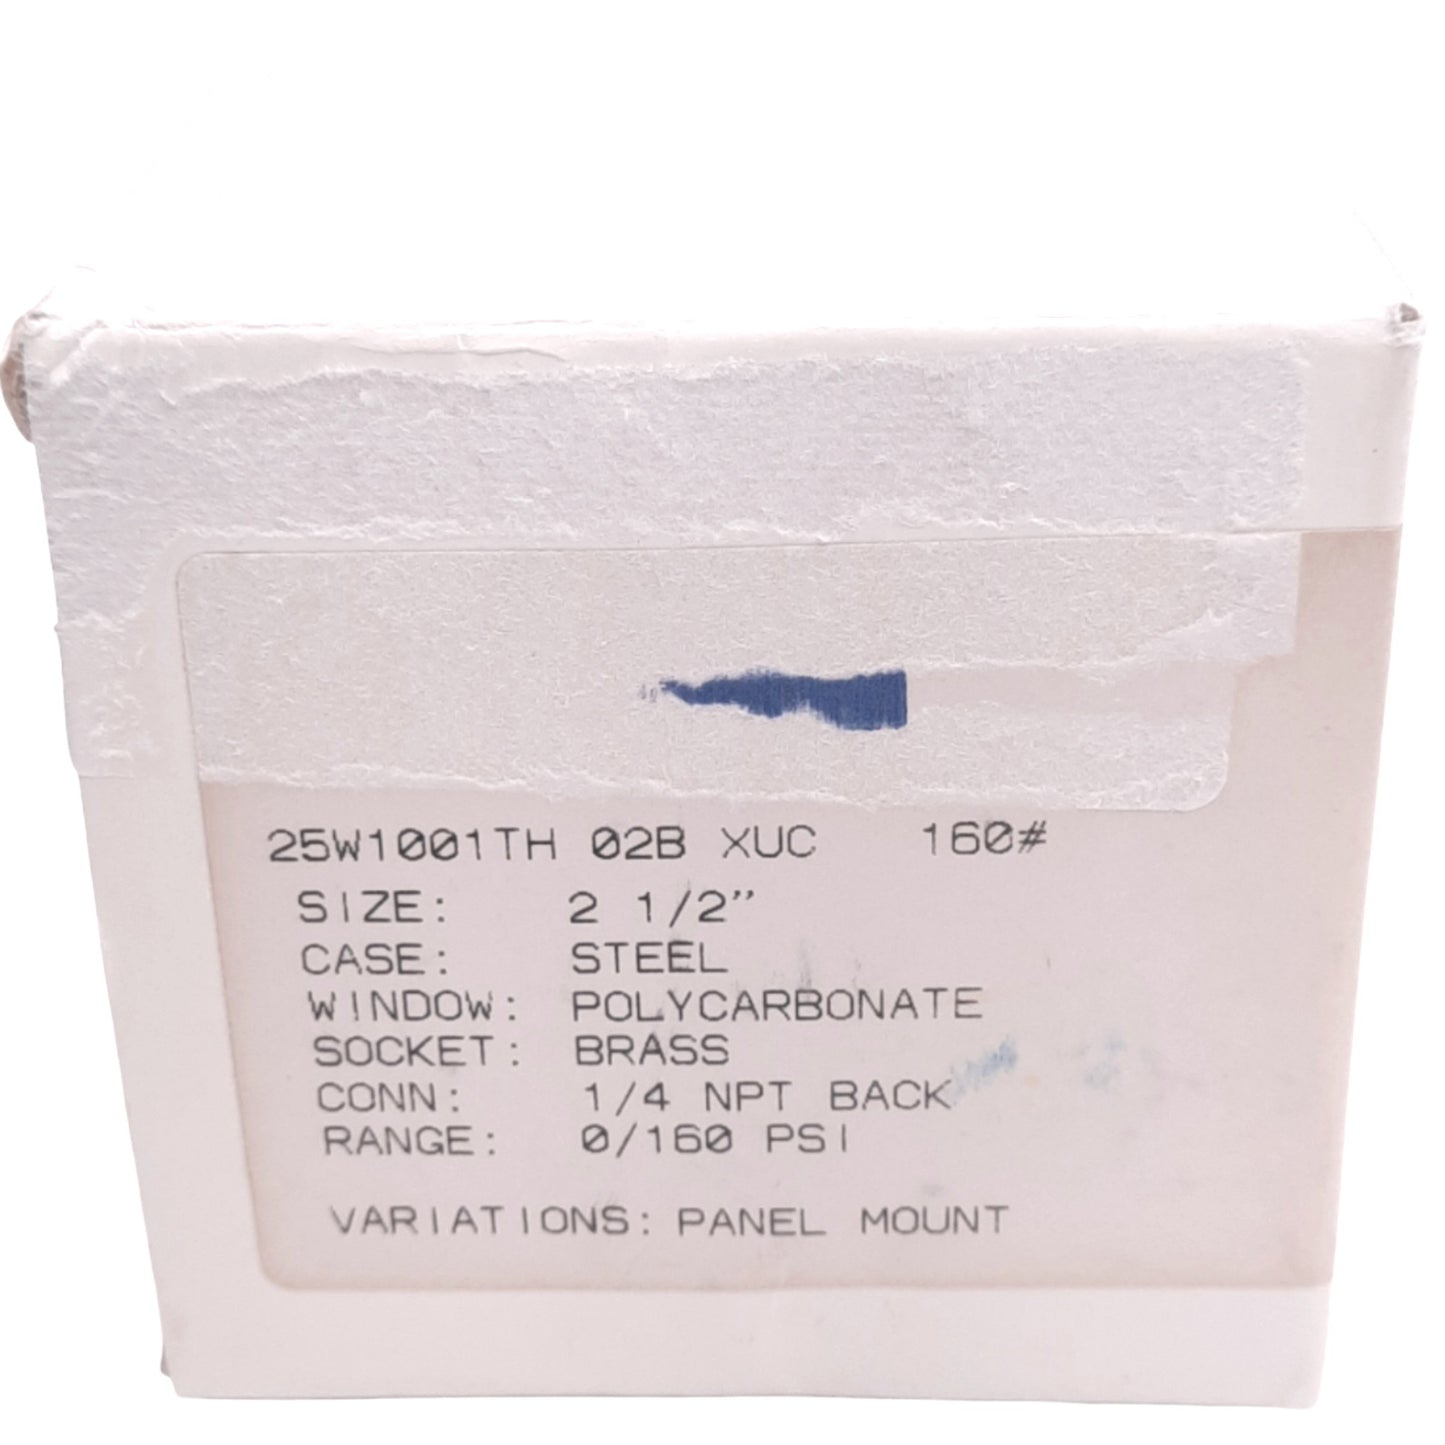 25W1001TH 02B XUC 160#
SIZE: 2 1/2"
CASE: STEEL
WINDOW: POLYCARBONATE
SOCKET: BRASS
CONN: 1/4 NPT BACK
RANGE: 0/160 PSI
VARIATIONS: PANEL MOUNT